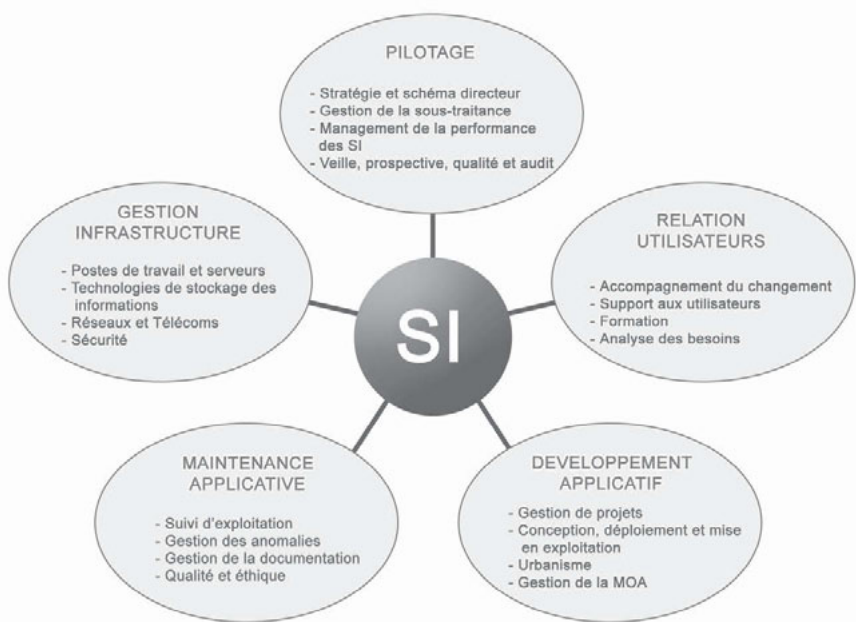 PILOTAGE
- Stratégie et schéma directeur
- Gestion de la sous-traitance
- Management de la performance
des SI
- Veille, prospective, qualité et audit
GESTION
INFRASTRUCTURE
- Postes de travail et serveurs
- Technologies de stockage des
informations
- Réseaux et Télécoms
- Sécurité
RELATION
UTILISATEURS
- Accompagnement du changement
- Support aux utilisateurs
- Formation
- Analyse des besoins
SI
MAINTENANCE
APPLICATIVE
- Suivi d'exploitation
- Gestion des anomalies
- Gestion de la documentation
- Qualité et éthique
DEVELOPPEMENT
APPLICATIF
- Gestion de projets
- Conception, déploiement et mise
en exploitation
- Urbanisme
- Gestion de la MOA